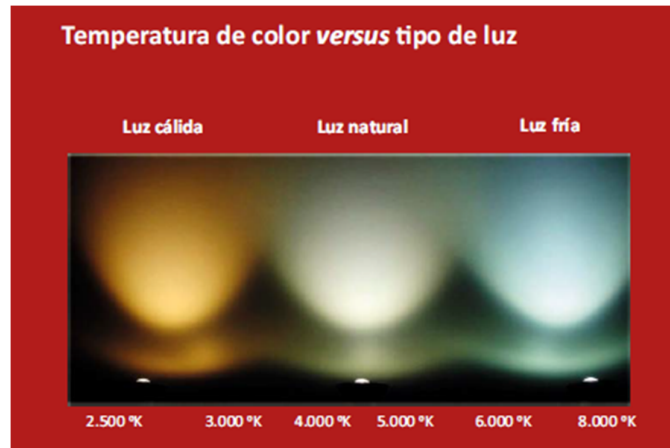 Temperatura de color versus tipo de luz
Luz cálida Luz natural Luz fría
2.500 ºK 3.000 ºK 4.000 ºK 5.000 ºK 6.000 ºK 8.000 ºK